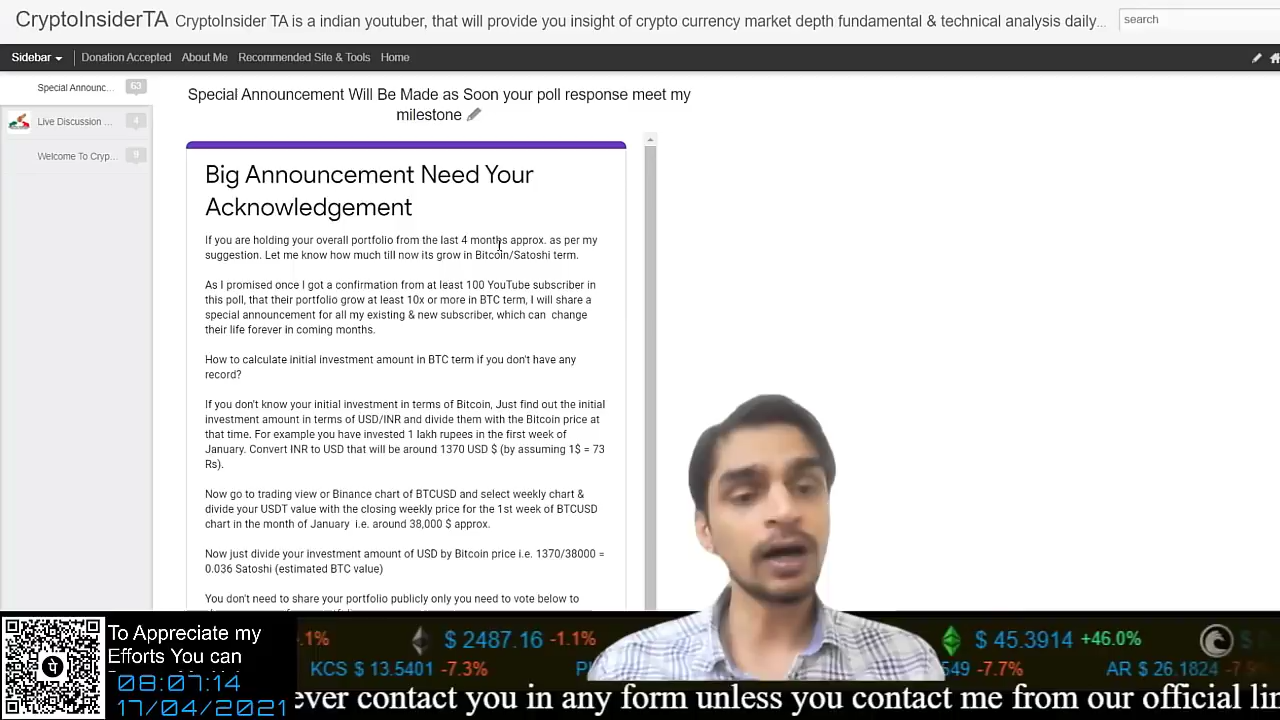 CryptoInsiderTA CryptoInsider TA is a indian youtuber, that will provide you insight of crypto currency market depth fundamental & technical analysis daily...
search
Sidebar
Donation Accepted
About Me
Recommended Site & Tools
Home
Special Announc...
63
Live Discussion ...
4
Welcome To Cryp...
9
Special Announcement Will Be Made as Soon your poll response meet my
milestone
Big Announcement Need Your
Acknowledgement
If you are holding your overall portfolio from the last 4 months approx. as per my
suggestion. Let me know how much till now its grow in Bitcoin/Satoshi term.
As I promised once I got a confirmation from at least 100 YouTube subscriber in
this poll, that their portfolio grow at least 10x or more in BTC term, I will share a
special announcement for all my existing & new subscriber, which can change
their life forever in coming months.
How to calculate initial investment amount in BTC term if you don't have any
record?
If you don't know your initial investment in terms of Bitcoin, Just find out the initial
investment amount in terms of USD/INR and divide them with the Bitcoin price at
that time. For example you have invested 1 lakh rupees in the first week of
January. Convert INR to USD that will be around 1370 USD $ (by assuming 1$ = 73
Rs).
Now go to trading view or Binance chart of BTCUSD and select weekly chart &
divide your USDT value with the closing weekly price for the 1st week of BTCUSD
chart in the month of January i.e. around 38,000 $ approx.
Now just divide your investment amount of USD by Bitcoin price i.e. 1370/38000 =
0.036 Satoshi (estimated BTC value)
You don't need to share your portfolio publicly only you need to vote below to
To Appreciate my
Efforts You can
08:07:14
17/04/2021
.1%
$ 2487.16 -1.1%
$ 45.3914 +46.0%
KCS $ 13.5401 -7.3%
549 -7.7%
AR $ 26.1824
ever contact you in any form unless you contact me from our official